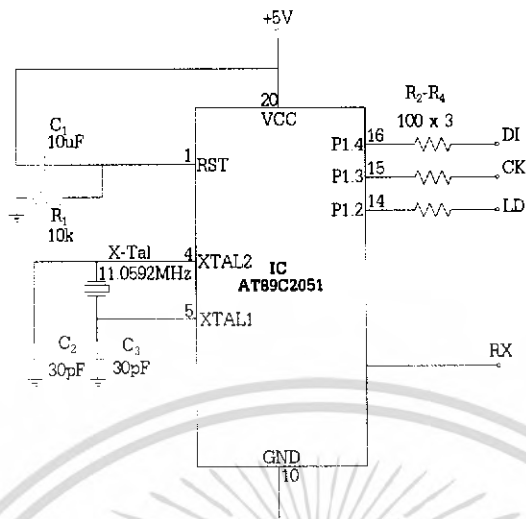 +5V
20
VCC
R2-R4
100 x 3
C1
10uF
1
RST
R1
10k
P1.4
16
DI
P1.3
15
CK
P1.2
14
LD
X-Tal
11.0592MHz
4
XTAL2
IC
AT89C2051
5
XTAL1
C2
30pF
C3
30pF
RX
GND
10